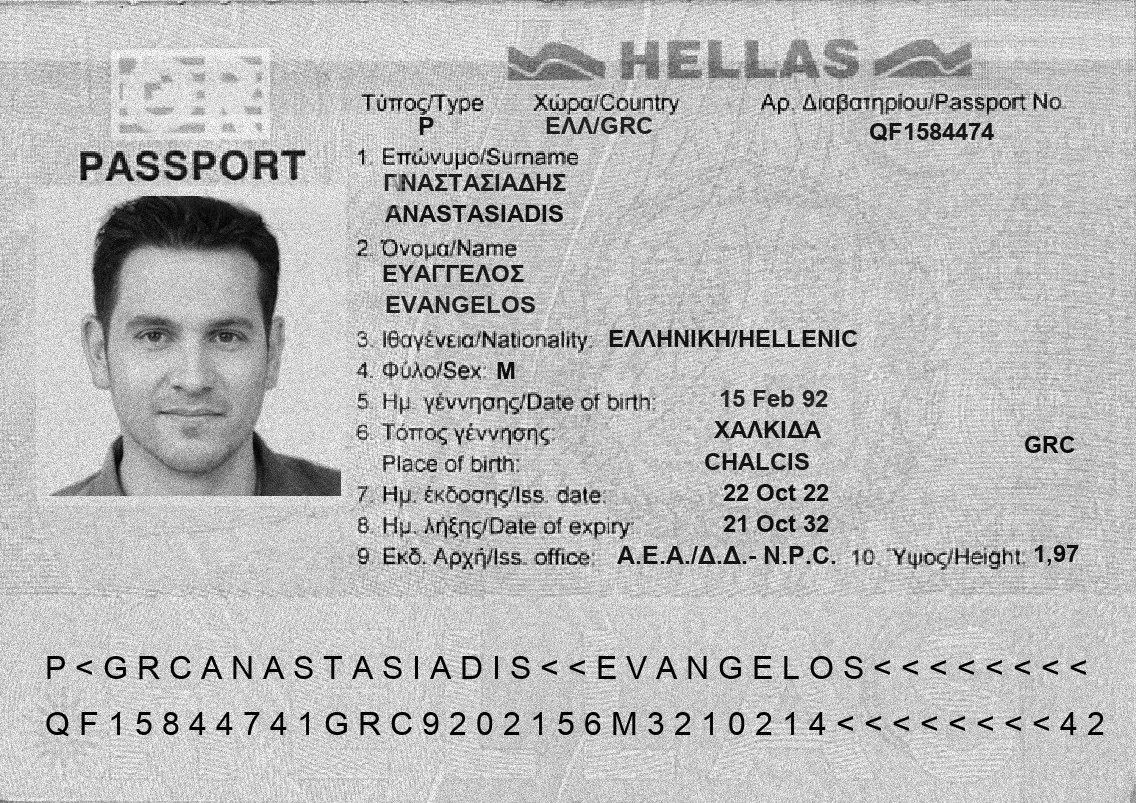 HELLAS
PASSPORT
Τύπος/Type Χώρα/Country Αρ. Διαβατηρίου/Passport No.
P ΕΛΛ/GRC QF1584474
1. Επώνυμο/Surname
ΑΝΑΣΤΑΣΙΑΔΗΣ
ANASTASIADIS
2. Όνομα/Name
ΕΥΑΓΓΕΛΟΣ
EVANGELOS
3. Ιθαγένεια/Nationality: ΕΛΛΗΝΙΚΗ/HELLENIC
4. Φύλο/Sex: M
5. Ημ. γέννησης/Date of birth: 15 Feb 92
6. Τόπος γέννησης: ΧΑΛΚΙΔΑ
Place of birth: CHALCIS GRC
7. Ημ. έκδοσης/Iss. date: 22 Oct 22
8. Ημ. λήξης/Date of expiry: 21 Oct 32
9 Εκδ. Αρχή/Iss. office: Α.Ε.Α./Δ.Δ.- N.P.C. 10. Ύψος/Height: 1,97
P<GRCANASTASIADIS<<EVANGELOS<<<<<<<<
QF15844741GRC9202156M3210214<<<<<<<<42